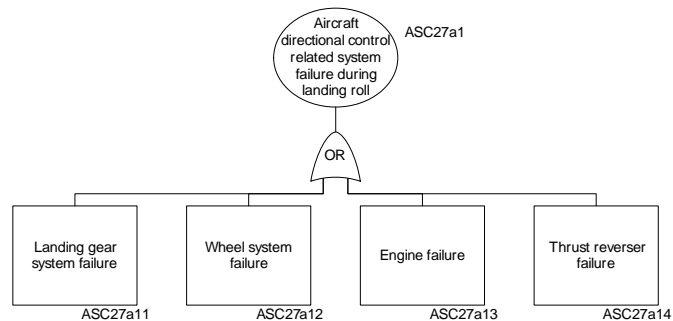 Aircraft
directional control
related system
failure during
landing roll
ASC27a1
OR
Landing gear
system failure
ASC27a11
Wheel system
failure
ASC27a12
Engine failure
ASC27a13
Thrust reverser
failure
ASC27a14